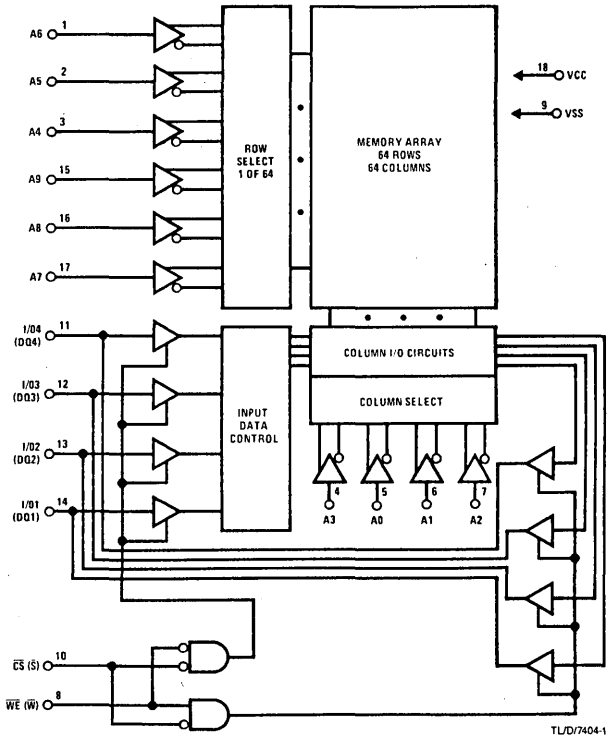 A6 1
A5 2
A4 3
A9 15
A8 16
A7 17
ROW
SELECT
1 OF 64
MEMORY ARRAY
64 ROWS
64 COLUMNS
18 VCC
9 VSS
I/O4 11
(DQ4)
I/O3 12
(DQ3)
I/O2 13
(DQ2)
I/O1 14
(DQ1)
INPUT
DATA
CONTROL
COLUMN I/O CIRCUITS
COLUMN SELECT
4 5 6 7
A3 A0 A1 A2
C̅S̅ (S̅) 10
W̅E̅ (W̅) 8
TL/D/7404-1